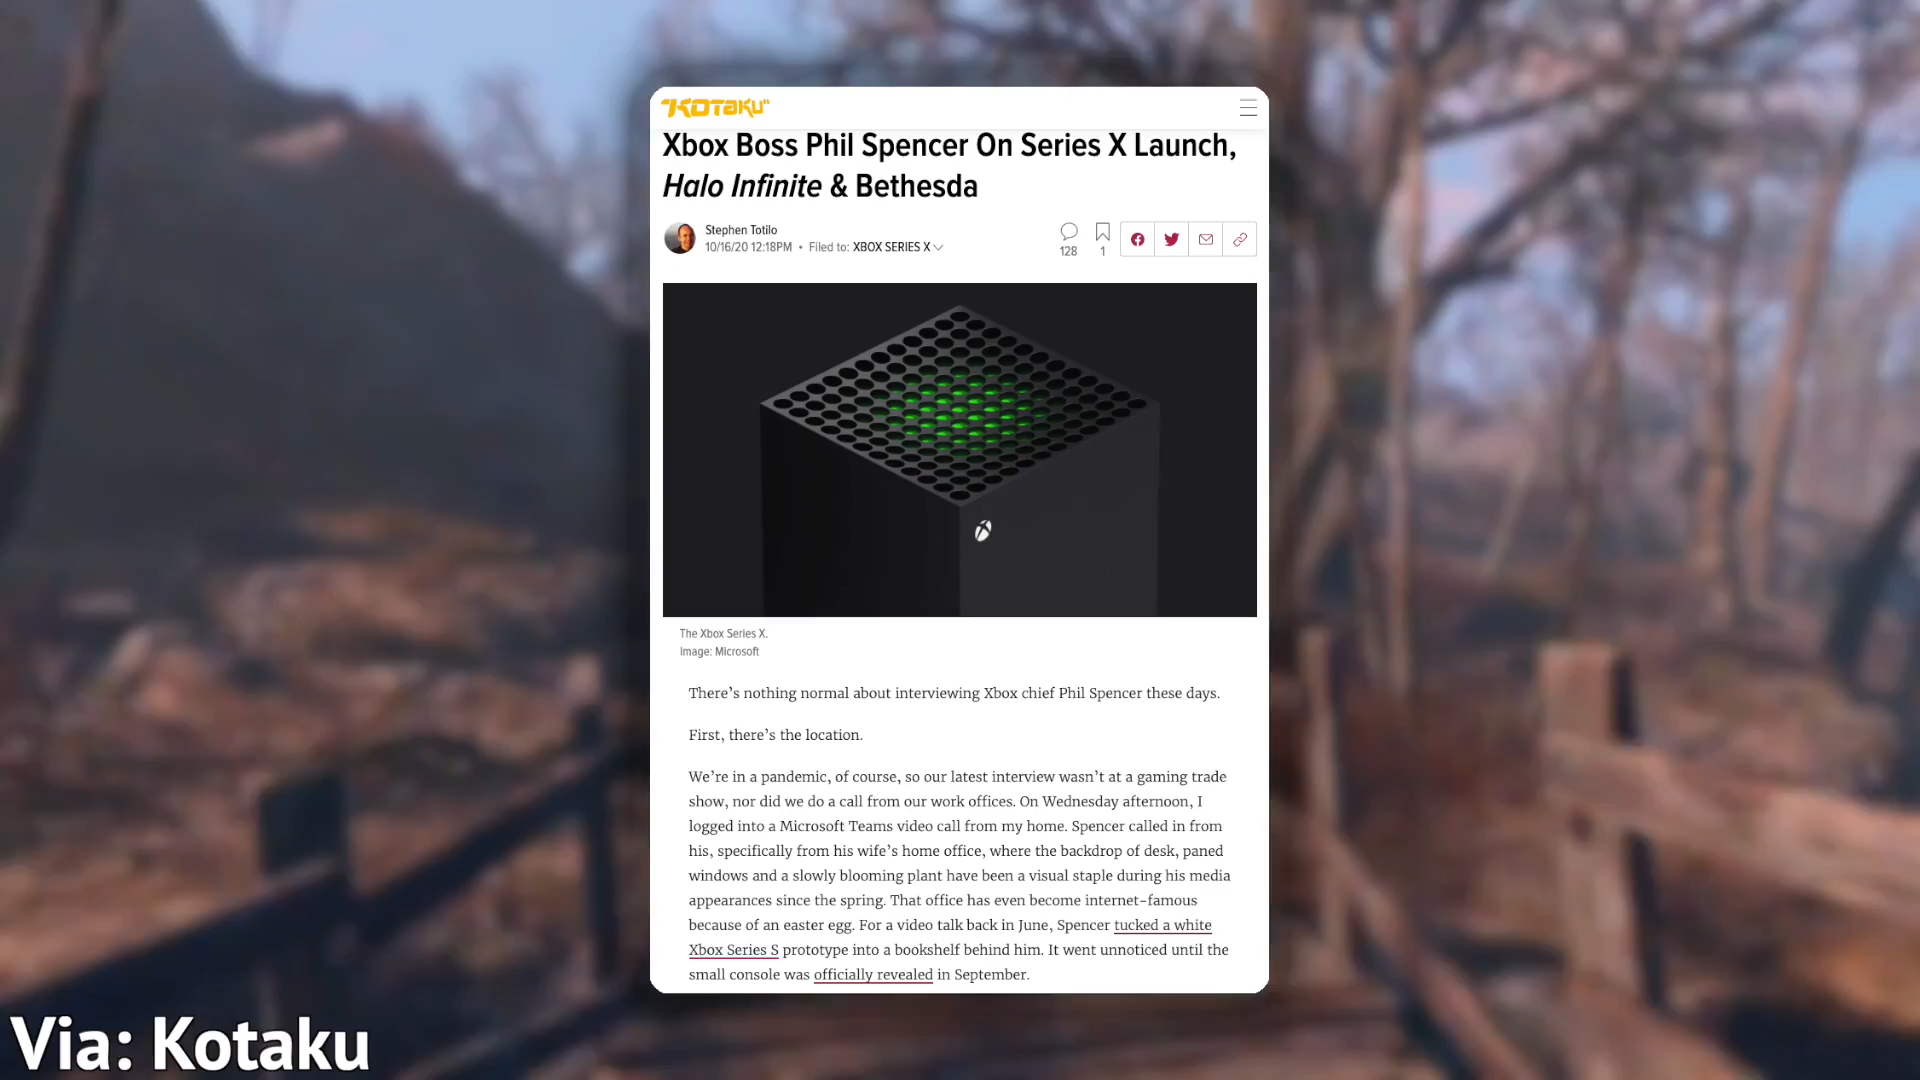 KOTAKU
Xbox Boss Phil Spencer On Series X Launch,
Halo Infinite & Bethesda
Stephen Totilo
10/16/20 12:18PM • Filed to: XBOX SERIES X
128
1
The Xbox Series X.
Image: Microsoft
There’s nothing normal about interviewing Xbox chief Phil Spencer these days.
First, there’s the location.
We’re in a pandemic, of course, so our latest interview wasn’t at a gaming trade
show, nor did we do a call from our work offices. On Wednesday afternoon, I
logged into a Microsoft Teams video call from my home. Spencer called in from
his, specifically from his wife’s home office, where the backdrop of desk, paned
windows and a slowly blooming plant have been a visual staple during his media
appearances since the spring. That office has even become internet-famous
because of an easter egg. For a video talk back in June, Spencer tucked a white
Xbox Series S prototype into a bookshelf behind him. It went unnoticed until the
small console was officially revealed in September.
Via: Kotaku